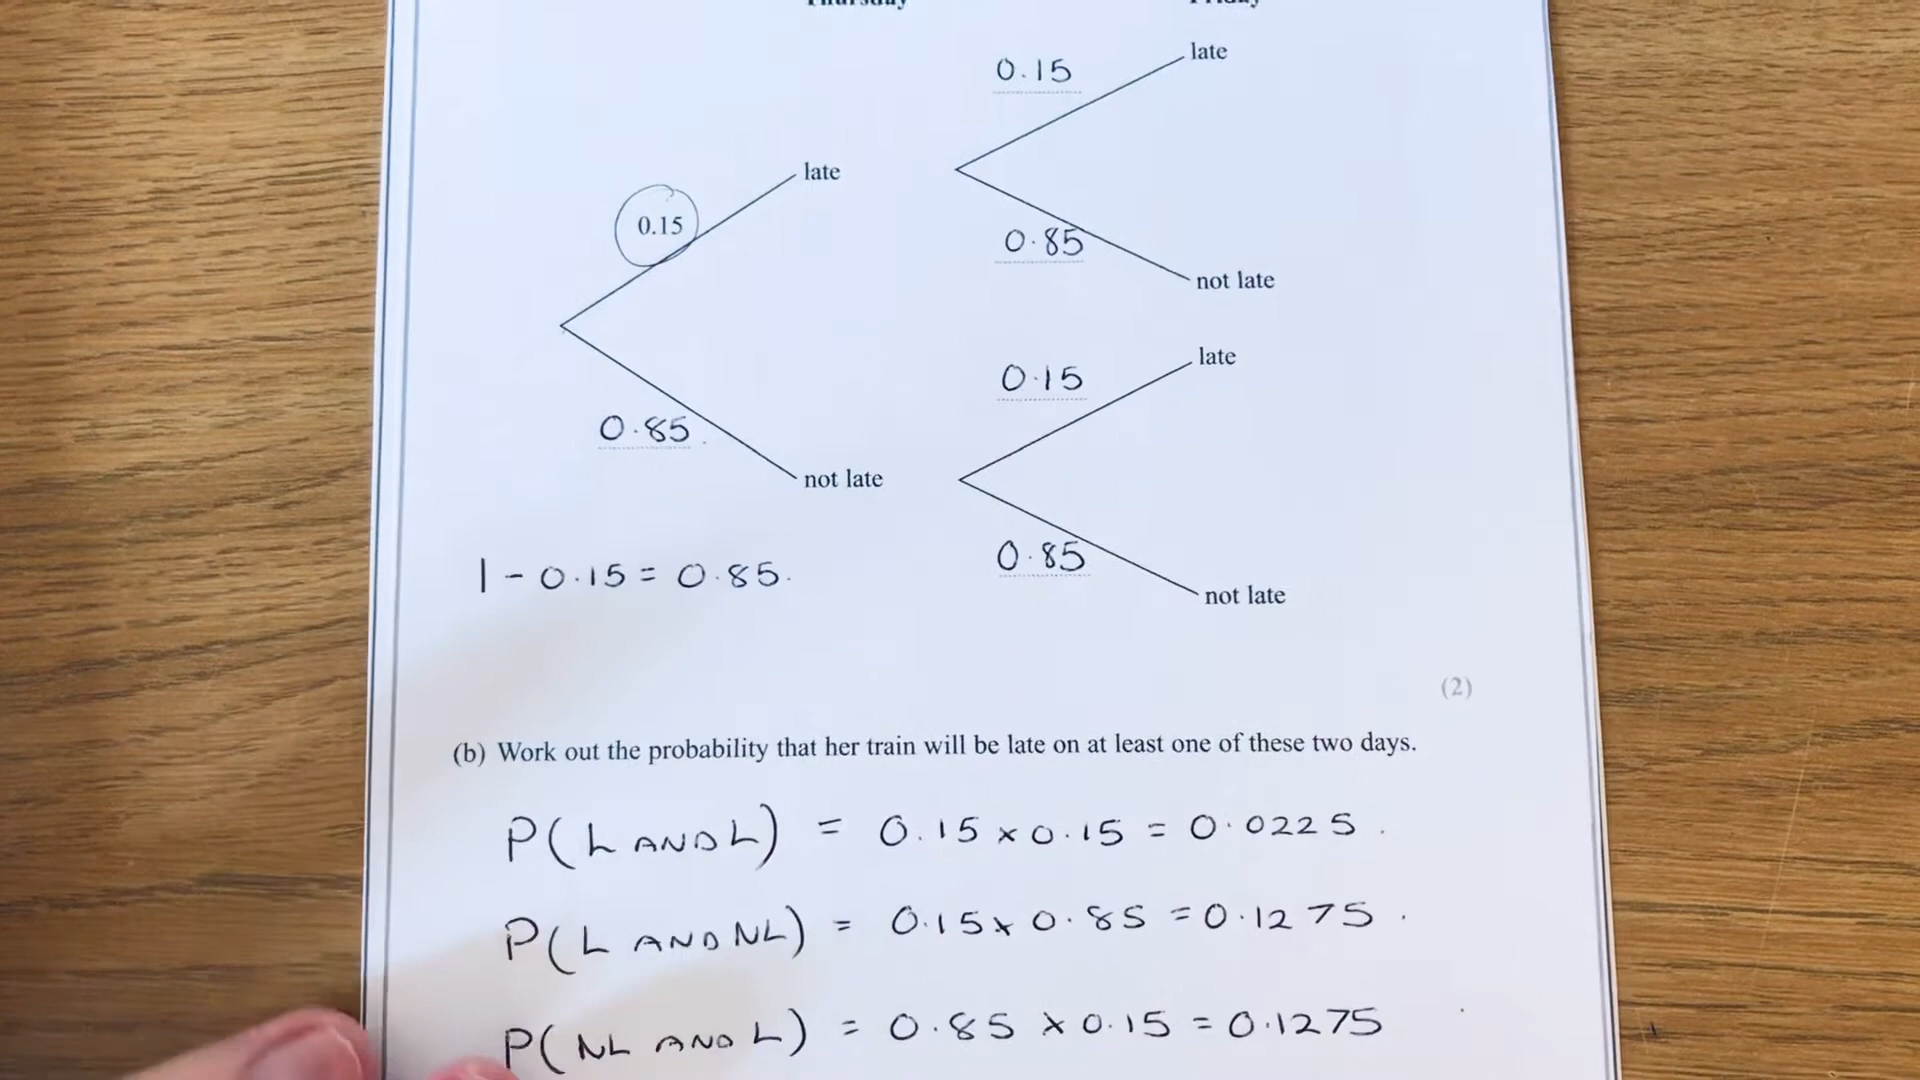 Thursday Friday
late
0.15
late
0.15
0.85
not late
late
0.15
0.85
not late
0.85
not late
1 - 0.15 = 0.85.
(2)
(b) Work out the probability that her train will be late on at least one of these two days.
P(L AND L) = 0.15 × 0.15 = 0.0225.
P(L AND NL) = 0.15 × 0.85 = 0.1275.
P(NL AND L) = 0.85 × 0.15 = 0.1275